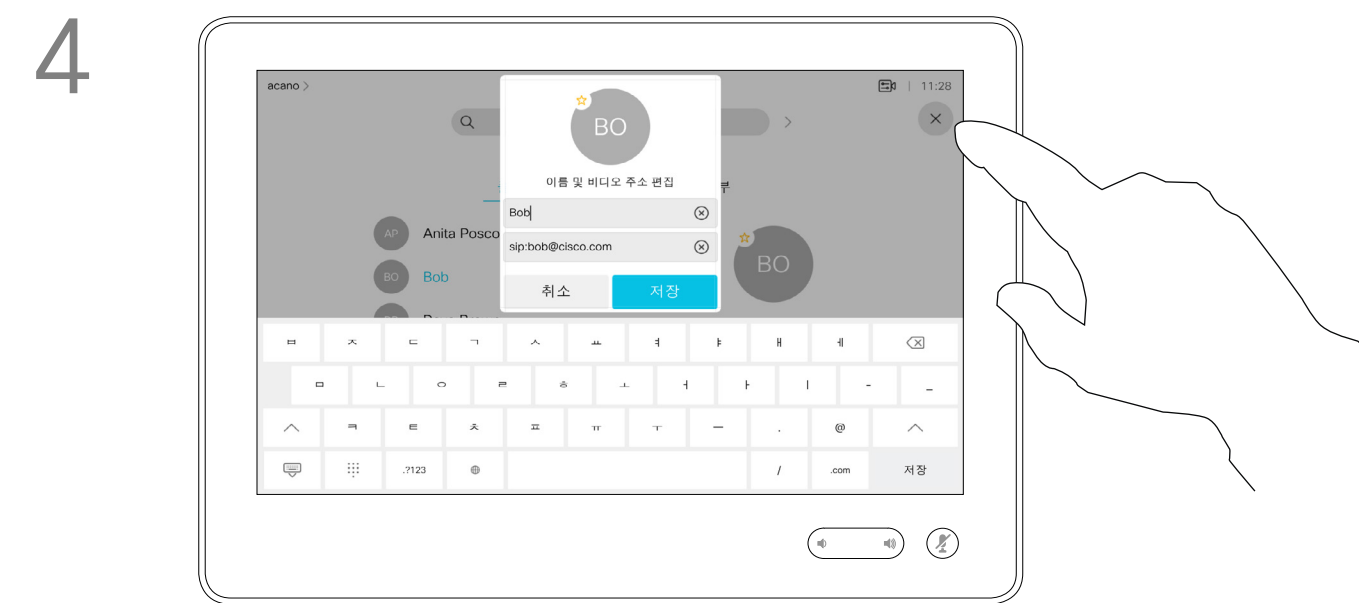 4
acano >
11:28
BO
이름 및 비디오 주소 편집
Bob
sip:bob@cisco.com
취소
저장
부
AP
Anita Posco
BO
Bob
BO
ㅂ ㅈ ㄷ ㄱ ㅅ ㅛ ㅕ ㅑ ㅐ ㅔ
ㅁ ㄴ ㅇ ㄹ ㅎ ㅗ ㅓ ㅏ ㅣ - _
ㅋ ㅌ ㅊ ㅍ ㅠ ㅜ ㅡ . @
.?123 / .com 저장